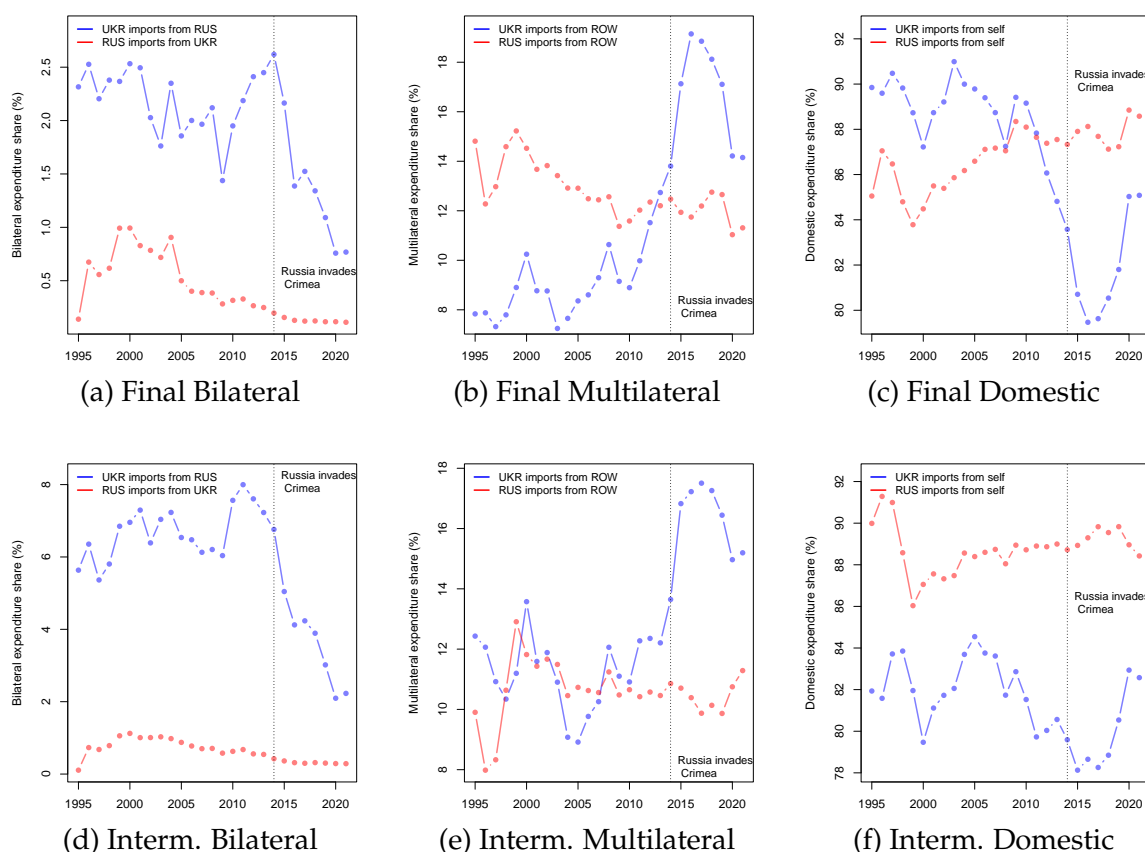 UKR imports from RUS
RUS imports from UKR
Russia invades
Crimea
Bilateral expenditure share (%)
0.5
1.0
1.5
2.0
2.5
1995
2000
2005
2010
2015
2020
(a) Final Bilateral
UKR imports from ROW
RUS imports from ROW
Russia invades
Crimea
Multilateral expenditure share (%)
8
10
12
14
16
18
1995
2000
2005
2010
2015
2020
(b) Final Multilateral
UKR imports from self
RUS imports from self
Russia invades
Crimea
Domestic expenditure share (%)
80
82
84
86
88
90
92
1995
2000
2005
2010
2015
2020
(c) Final Domestic
UKR imports from RUS
RUS imports from UKR
Russia invades
Crimea
Bilateral expenditure share (%)
0
2
4
6
8
1995
2000
2005
2010
2015
2020
(d) Interm. Bilateral
UKR imports from ROW
RUS imports from ROW
Russia invades
Crimea
Multilateral expenditure share (%)
8
10
12
14
16
18
1995
2000
2005
2010
2015
2020
(e) Interm. Multilateral
UKR imports from self
RUS imports from self
Russia invades
Crimea
Domestic expenditure share (%)
78
80
82
84
86
88
90
92
1995
2000
2005
2010
2015
2020
(f) Interm. Domestic